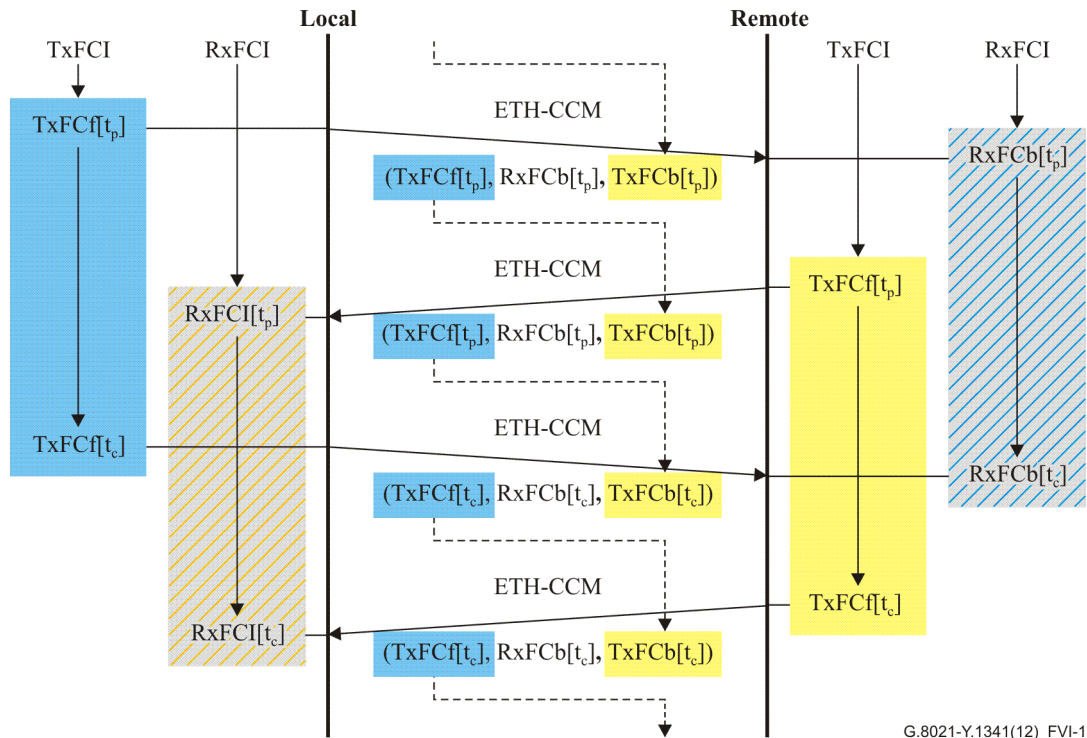 Local
Remote
TxFCI
RxFCI
TxFCI
RxFCI
ETH-CCM
TxFCf[tp]
RxFCb[tp]
(TxFCf[tp], RxFCb[tp], TxFCb[tp])
ETH-CCM
TxFCf[tp]
RxFCI[tp]
(TxFCf[tp], RxFCb[tp], TxFCb[tp])
ETH-CCM
TxFCf[tc]
RxFCb[tc]
(TxFCf[tc], RxFCb[tc], TxFCb[tc])
ETH-CCM
TxFCf[tc]
RxFCI[tc]
(TxFCf[tc], RxFCb[tc], TxFCb[tc])
G.8021-Y.1341(12)_FVI-1